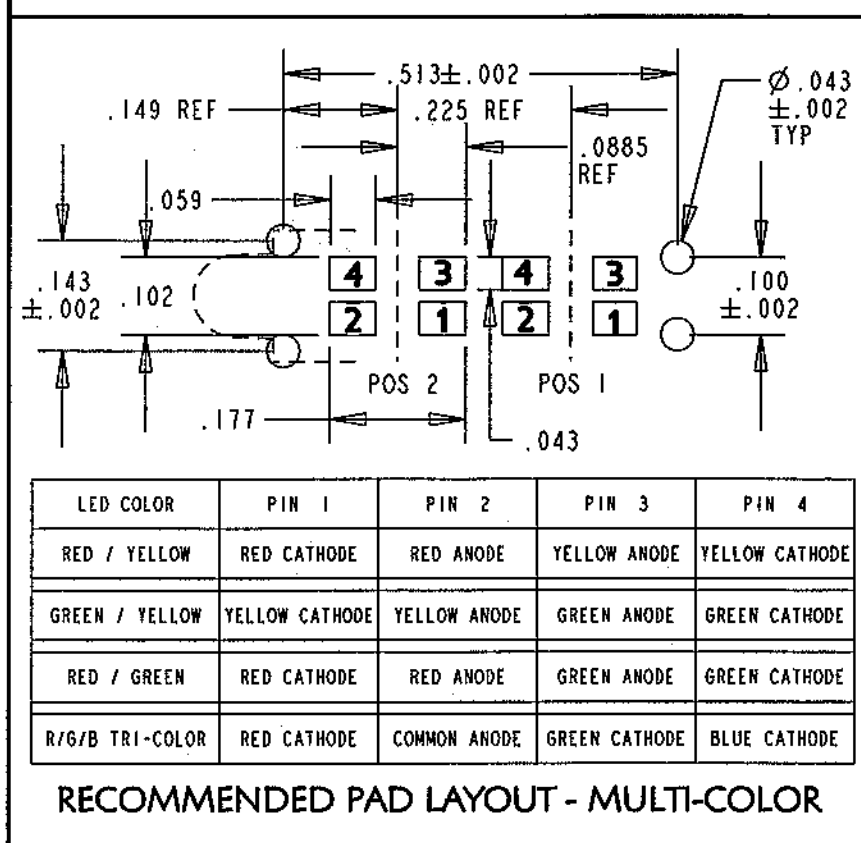 .513±.002
Ø.043
±.002
TYP
.149 REF
.225 REF
.0885
REF
.059
.143
±.002
.102
4 3 4 3
.100
±.002
2 1 2 1
POS 2
POS 1
.177
.043
LED COLOR PIN 1 PIN 2 PIN 3 PIN 4
RED / YELLOW RED CATHODE RED ANODE YELLOW ANODE YELLOW CATHODE
GREEN / YELLOW YELLOW CATHODE YELLOW ANODE GREEN ANODE GREEN CATHODE
RED / GREEN RED CATHODE RED ANODE GREEN ANODE GREEN CATHODE
R/G/B TRI-COLOR RED CATHODE COMMON ANODE GREEN CATHODE BLUE CATHODE
RECOMMENDED PAD LAYOUT - MULTI-COLOR